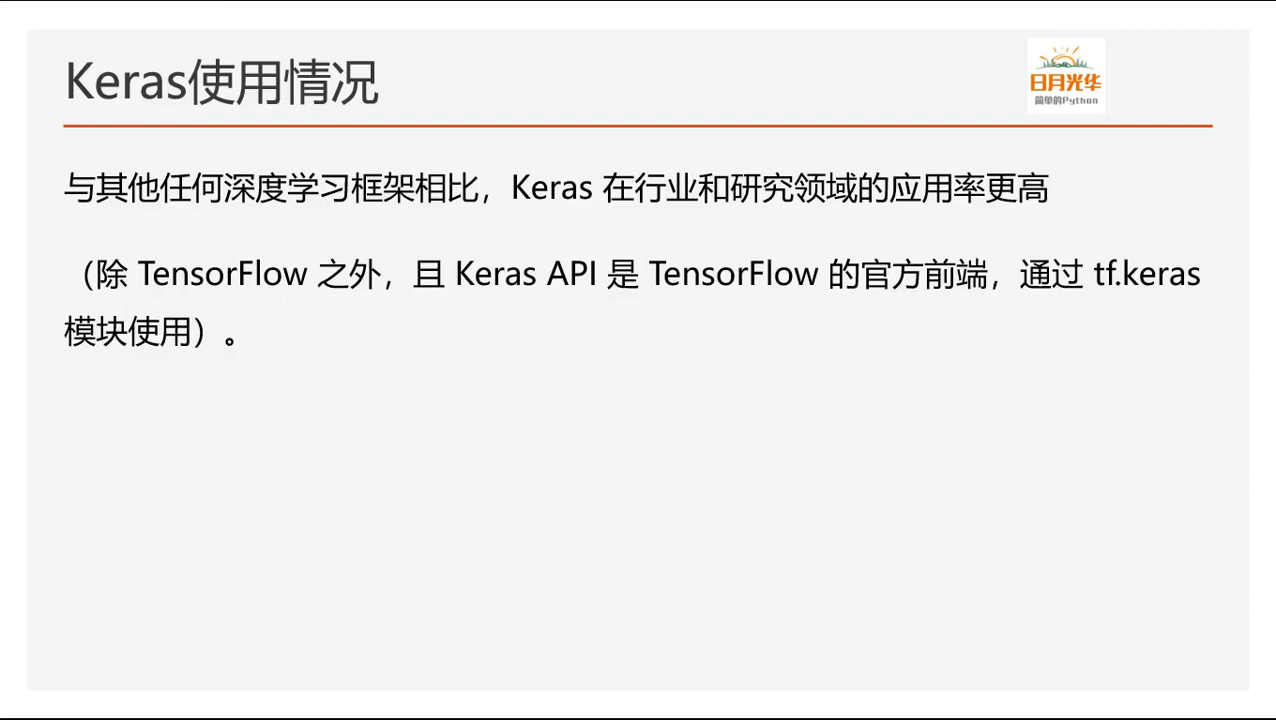 Keras使用情况
日月光华
简单的Python
与其他任何深度学习框架相比，Keras 在行业和研究领域的应用率更高
（除 TensorFlow 之外，且 Keras API 是 TensorFlow 的官方前端，通过 tf.keras
模块使用）。